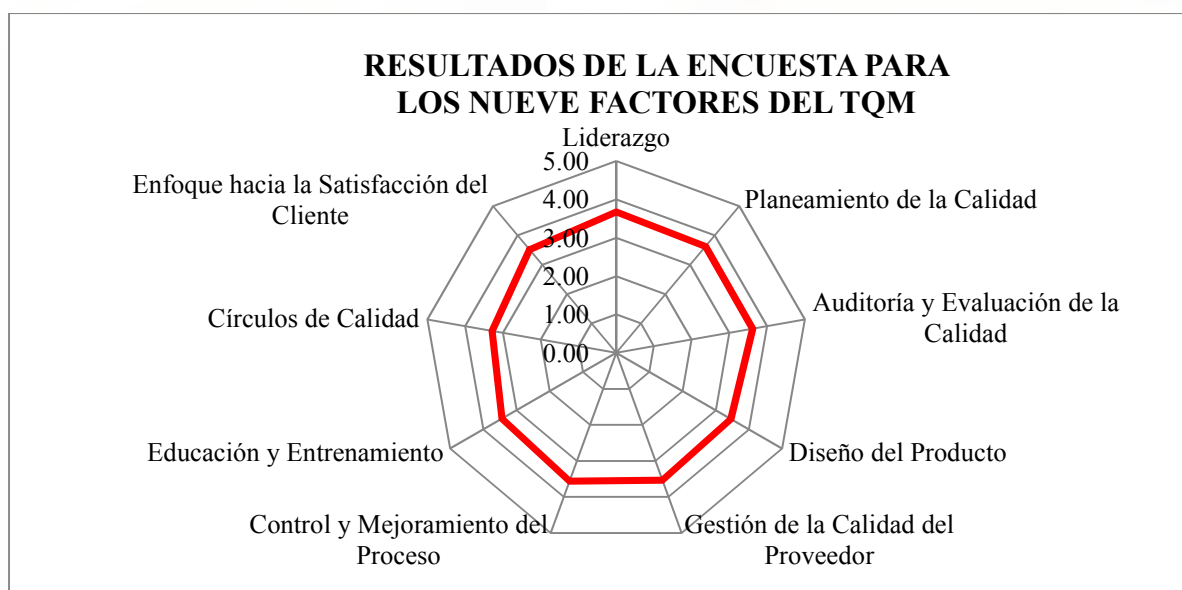 RESULTADOS DE LA ENCUESTA PARA
LOS NUEVE FACTORES DEL TQM
Liderazgo
Planeamiento de la Calidad
Auditoría y Evaluación de la
Calidad
Diseño del Producto
Gestión de la Calidad del
Proveedor
Control y Mejoramiento del
Proceso
Educación y Entrenamiento
Círculos de Calidad
Enfoque hacia la Satisfacción del
Cliente
5.00
4.00
3.00
2.00
1.00
0.00